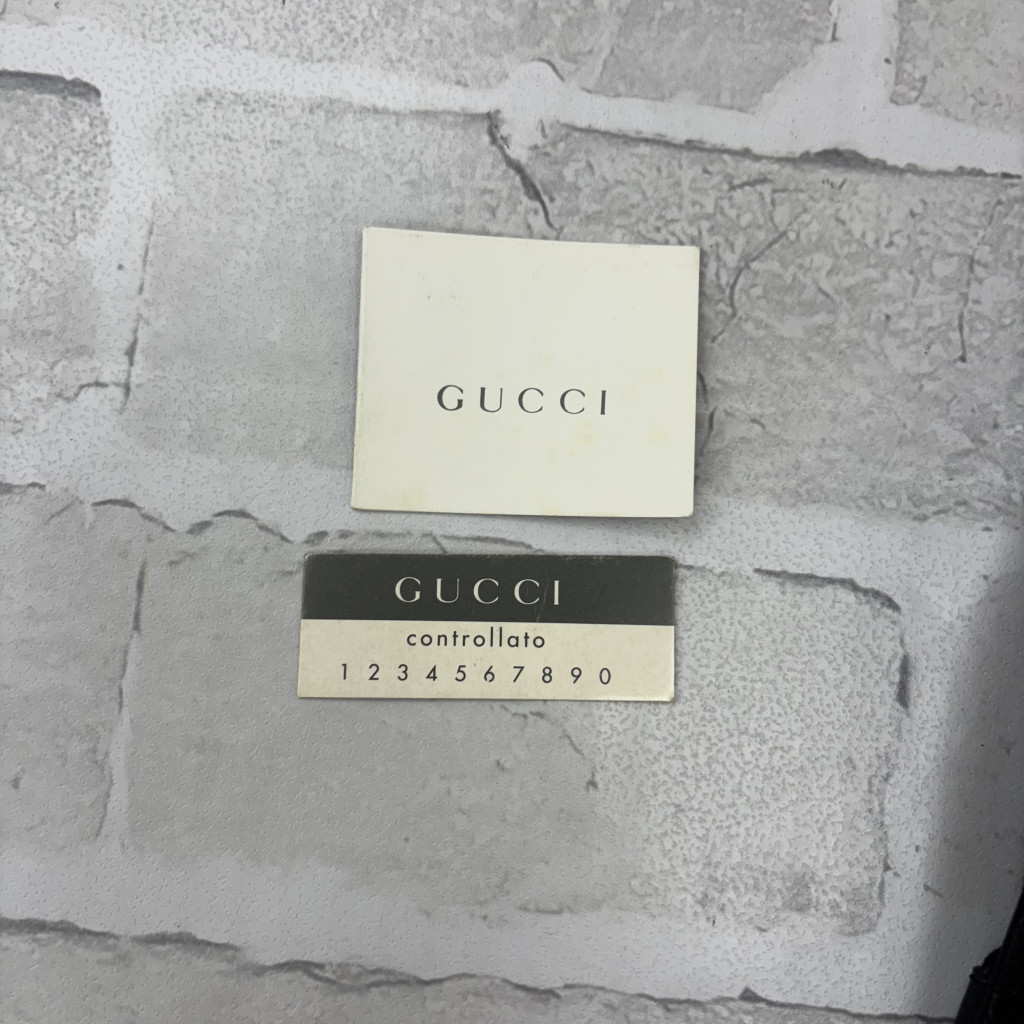 GUCCI
GUCCI
controllato
1 2 3 4 5 6 7 8 9 0